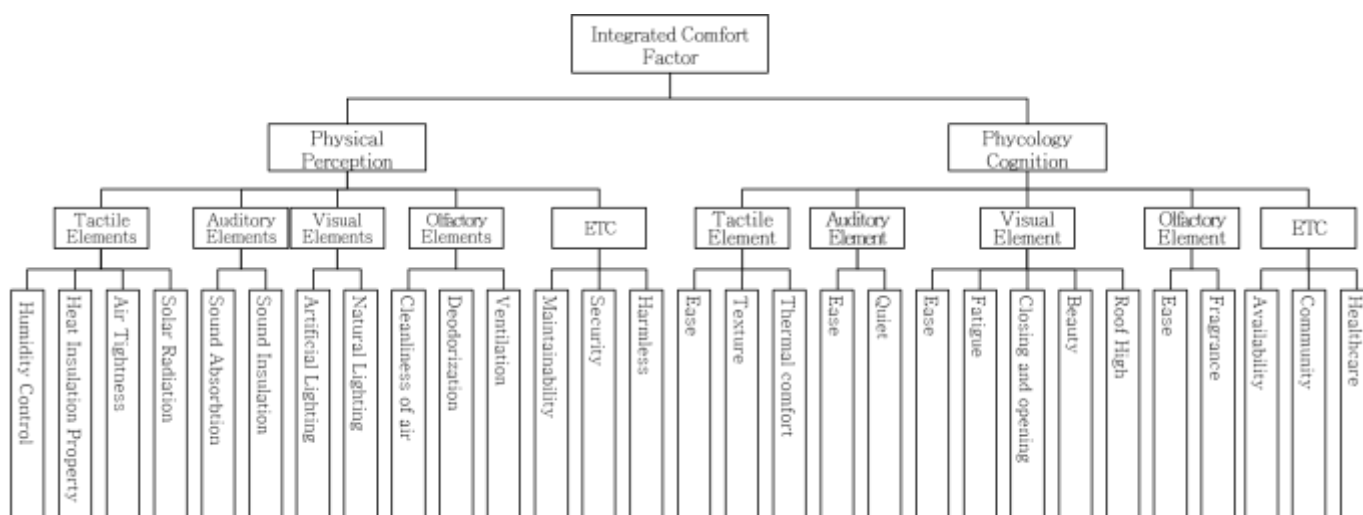 Integrated Comfort
Factor
Physical
Perception
Phycology
Cognition
Tactile
Elements
Auditory
Elements
Visual
Elements
Olfactory
Elements
ETC
Tactile
Element
Auditory
Element
Visual
Element
Olfactory
Element
ETC
Humidity Control
Heat Insulation Property
Air Tightness
Solar Radiation
Sound Absorbtion
Sound Insulation
Artificial Lighting
Natural Lighting
Cleanliness of air
Deodorization
Ventilation
Maintainability
Security
Harmless
Ease
Texture
Thermal comfort
Ease
Quiet
Ease
Fatigue
Closing and opening
Beauty
Roof High
Ease
Fragrance
Availability
Community
Healthcare